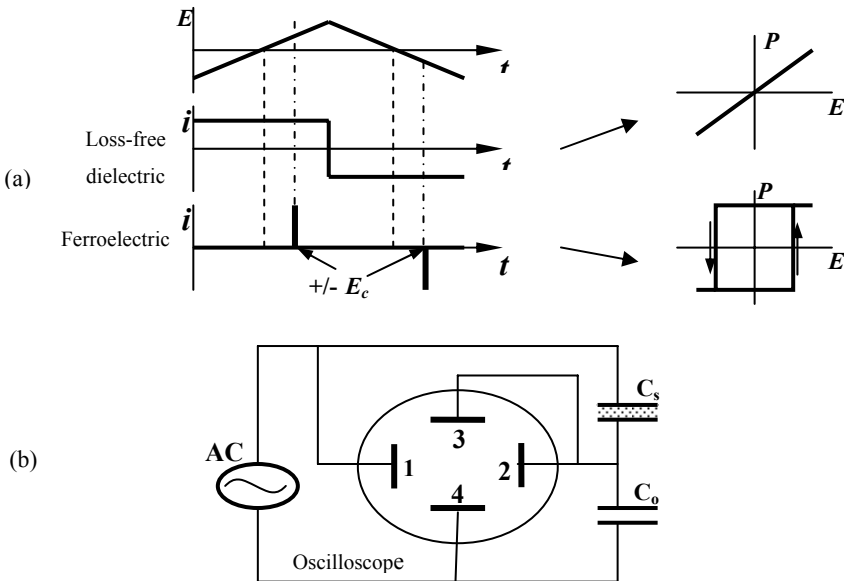 E
t
P
E
(a)
i
Loss-free
dielectric
t
i
Ferroelectric
t
+/- Ec
P
E
(b)
AC
1
2
3
4
Cs
Co
Oscilloscope